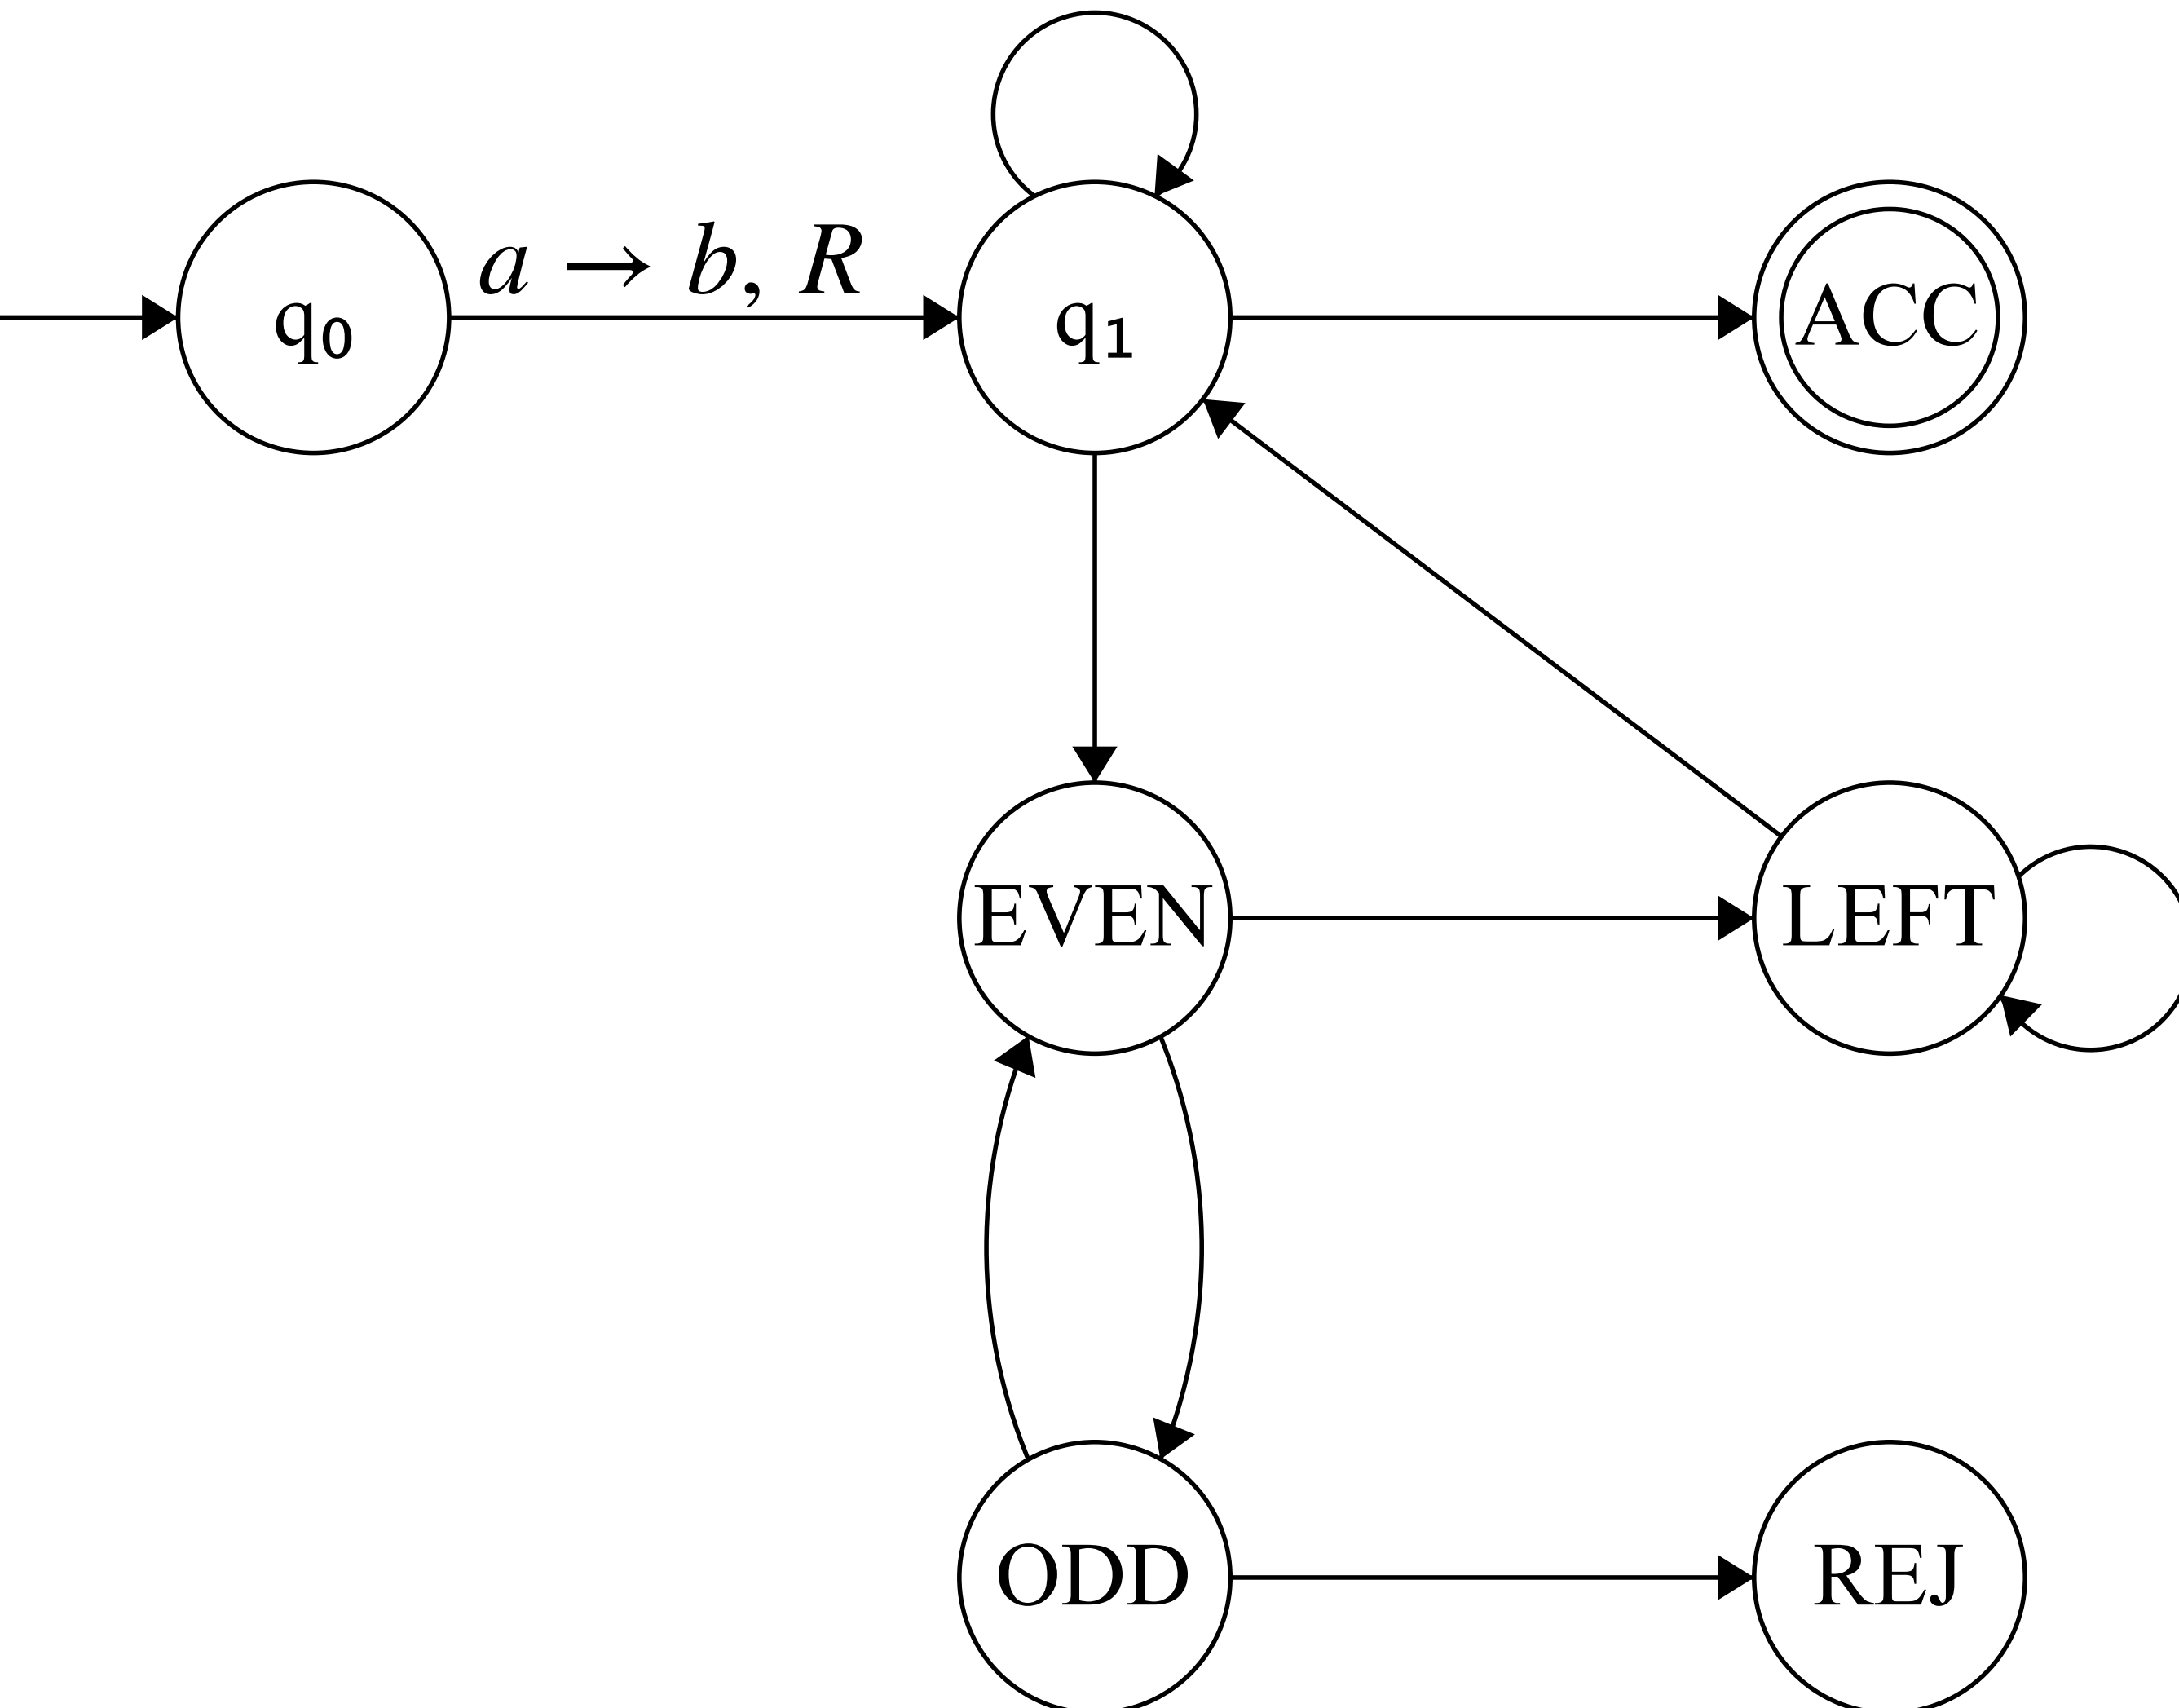 a → b, R
q₀
q₁
ACC
EVEN
LEFT
ODD
REJ